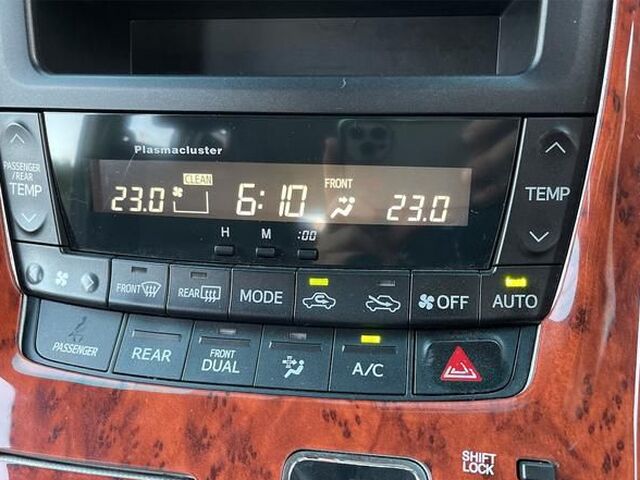 Plasmacluster
PASSENGER
/REAR
TEMP
23.0
CLEAN
6:10
FRONT
23.0
TEMP
H M :00
FRONT REAR MODE OFF AUTO
PASSENGER REAR FRONT
DUAL A/C
SHIFT
LOCK